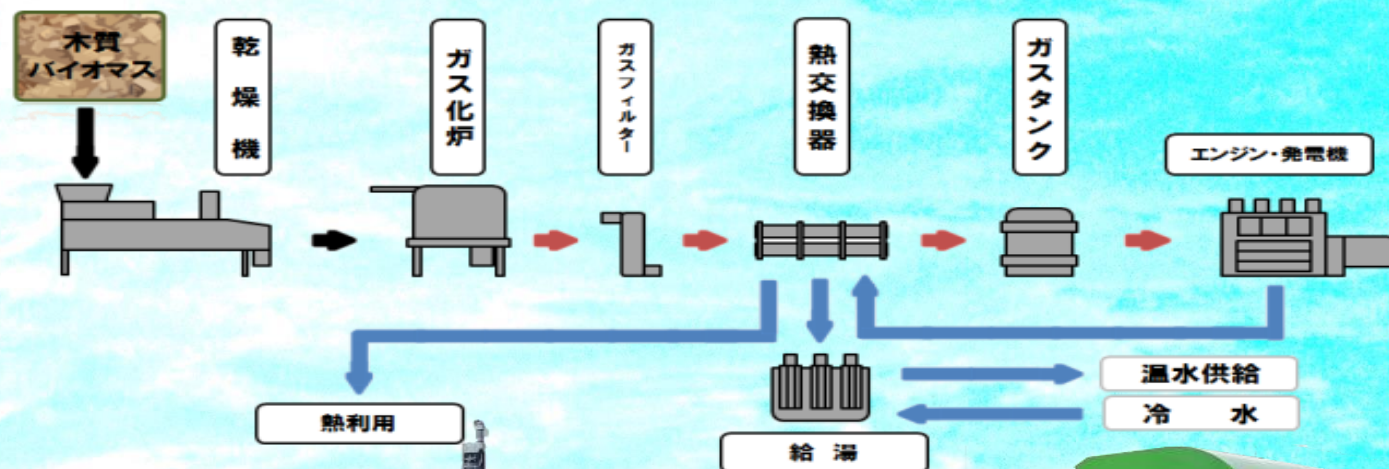 木質
バイオマス
乾燥機
ガス化炉
ガスフィルター
熱交換器
ガスタンク
エンジン・発電機
温水供給
冷 水
熱利用
給 湯